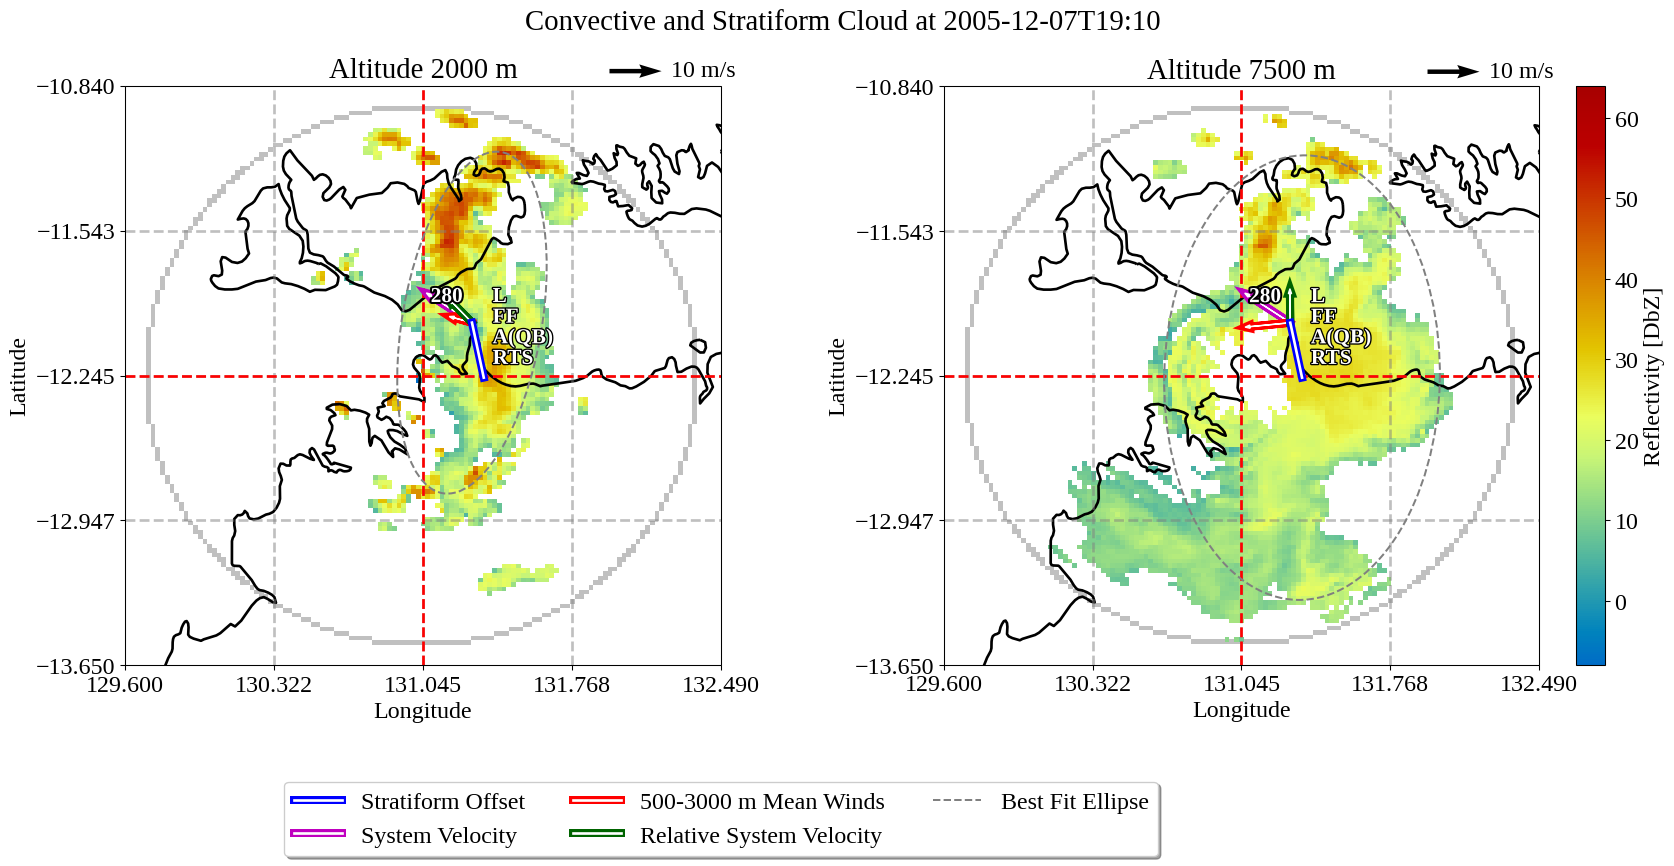 Convective and Stratiform Cloud at 2005-12-07T19:10
Altitude 2000 m
10 m/s
Altitude 7500 m
10 m/s
−10.840
−11.543
−12.245
−12.947
−13.650
129.600
130.322
131.045
131.768
132.490
Latitude
Longitude
280
L
FF
A(QB)
RTS
−10.840
−11.543
−12.245
−12.947
−13.650
129.600
130.322
131.045
131.768
132.490
Latitude
Longitude
280
L
FF
A(QB)
RTS
60
50
40
30
20
10
0
Reflectivity [DbZ]
Stratiform Offset
System Velocity
500-3000 m Mean Winds
Relative System Velocity
Best Fit Ellipse